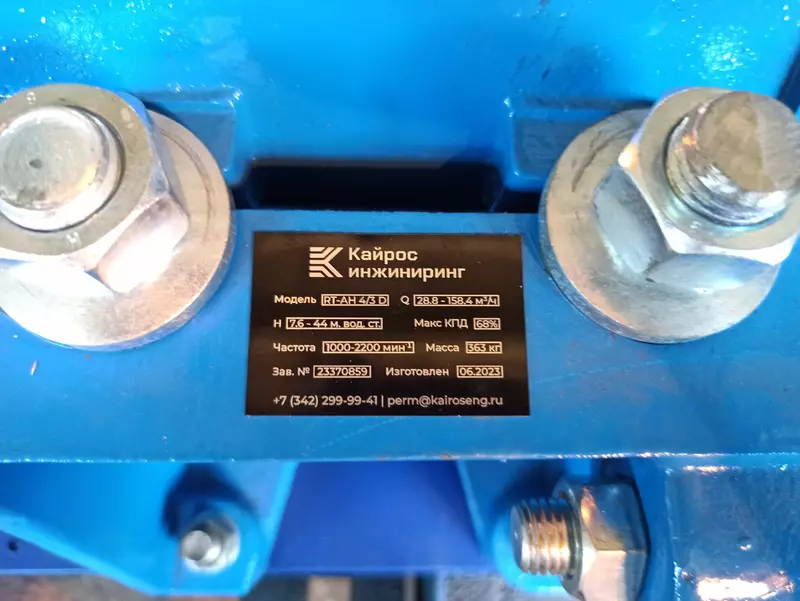 Кайрос
инжиниринг
Модель RT-AH 4/3 D Q 28.8 - 158.4 м³/ч
H 7.6 - 44 м. вод. ст. Макс КПД 68%
Частота 1000-2200 мин⁻¹ Масса 363 кг
Зав. № 23370859 Изготовлен 06.2023
+7 (342) 299-99-41 | perm@kairoseng.ru